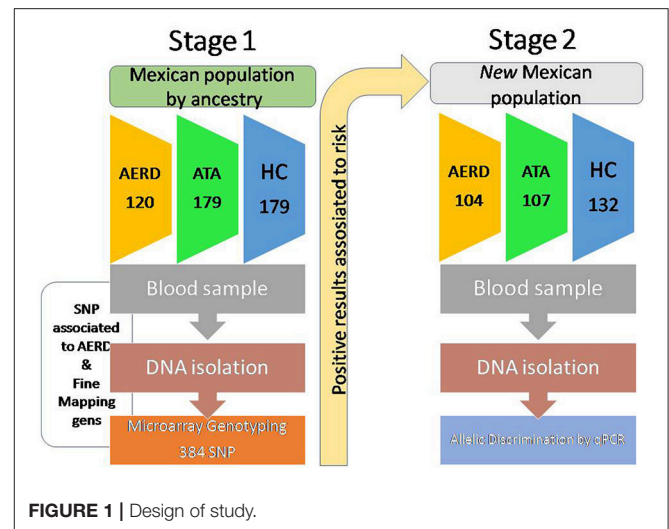 Stage 1
Mexican population
by ancestry
AERD
120
ATA
179
HC
179
Blood sample
SNP
associated
to AERD
&
Fine
Mapping
gens
DNA isolation
Microarray Genotyping
384 SNP
Positive results assosiated to risk
Stage 2
New Mexican
population
AERD
104
ATA
107
HC
132
Blood sample
DNA isolation
Allelic Discrimination by qPCR
FIGURE 1 | Design of study.